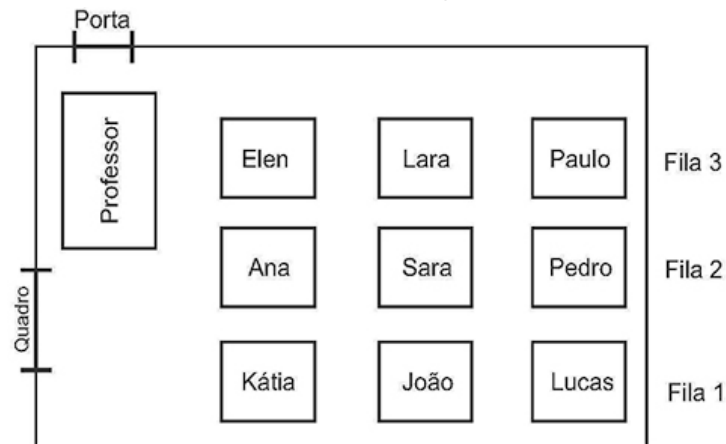 Porta
Professor
Elen Lara Paulo Fila 3
Ana Sara Pedro Fila 2
Quadro
Kátia João Lucas Fila 1